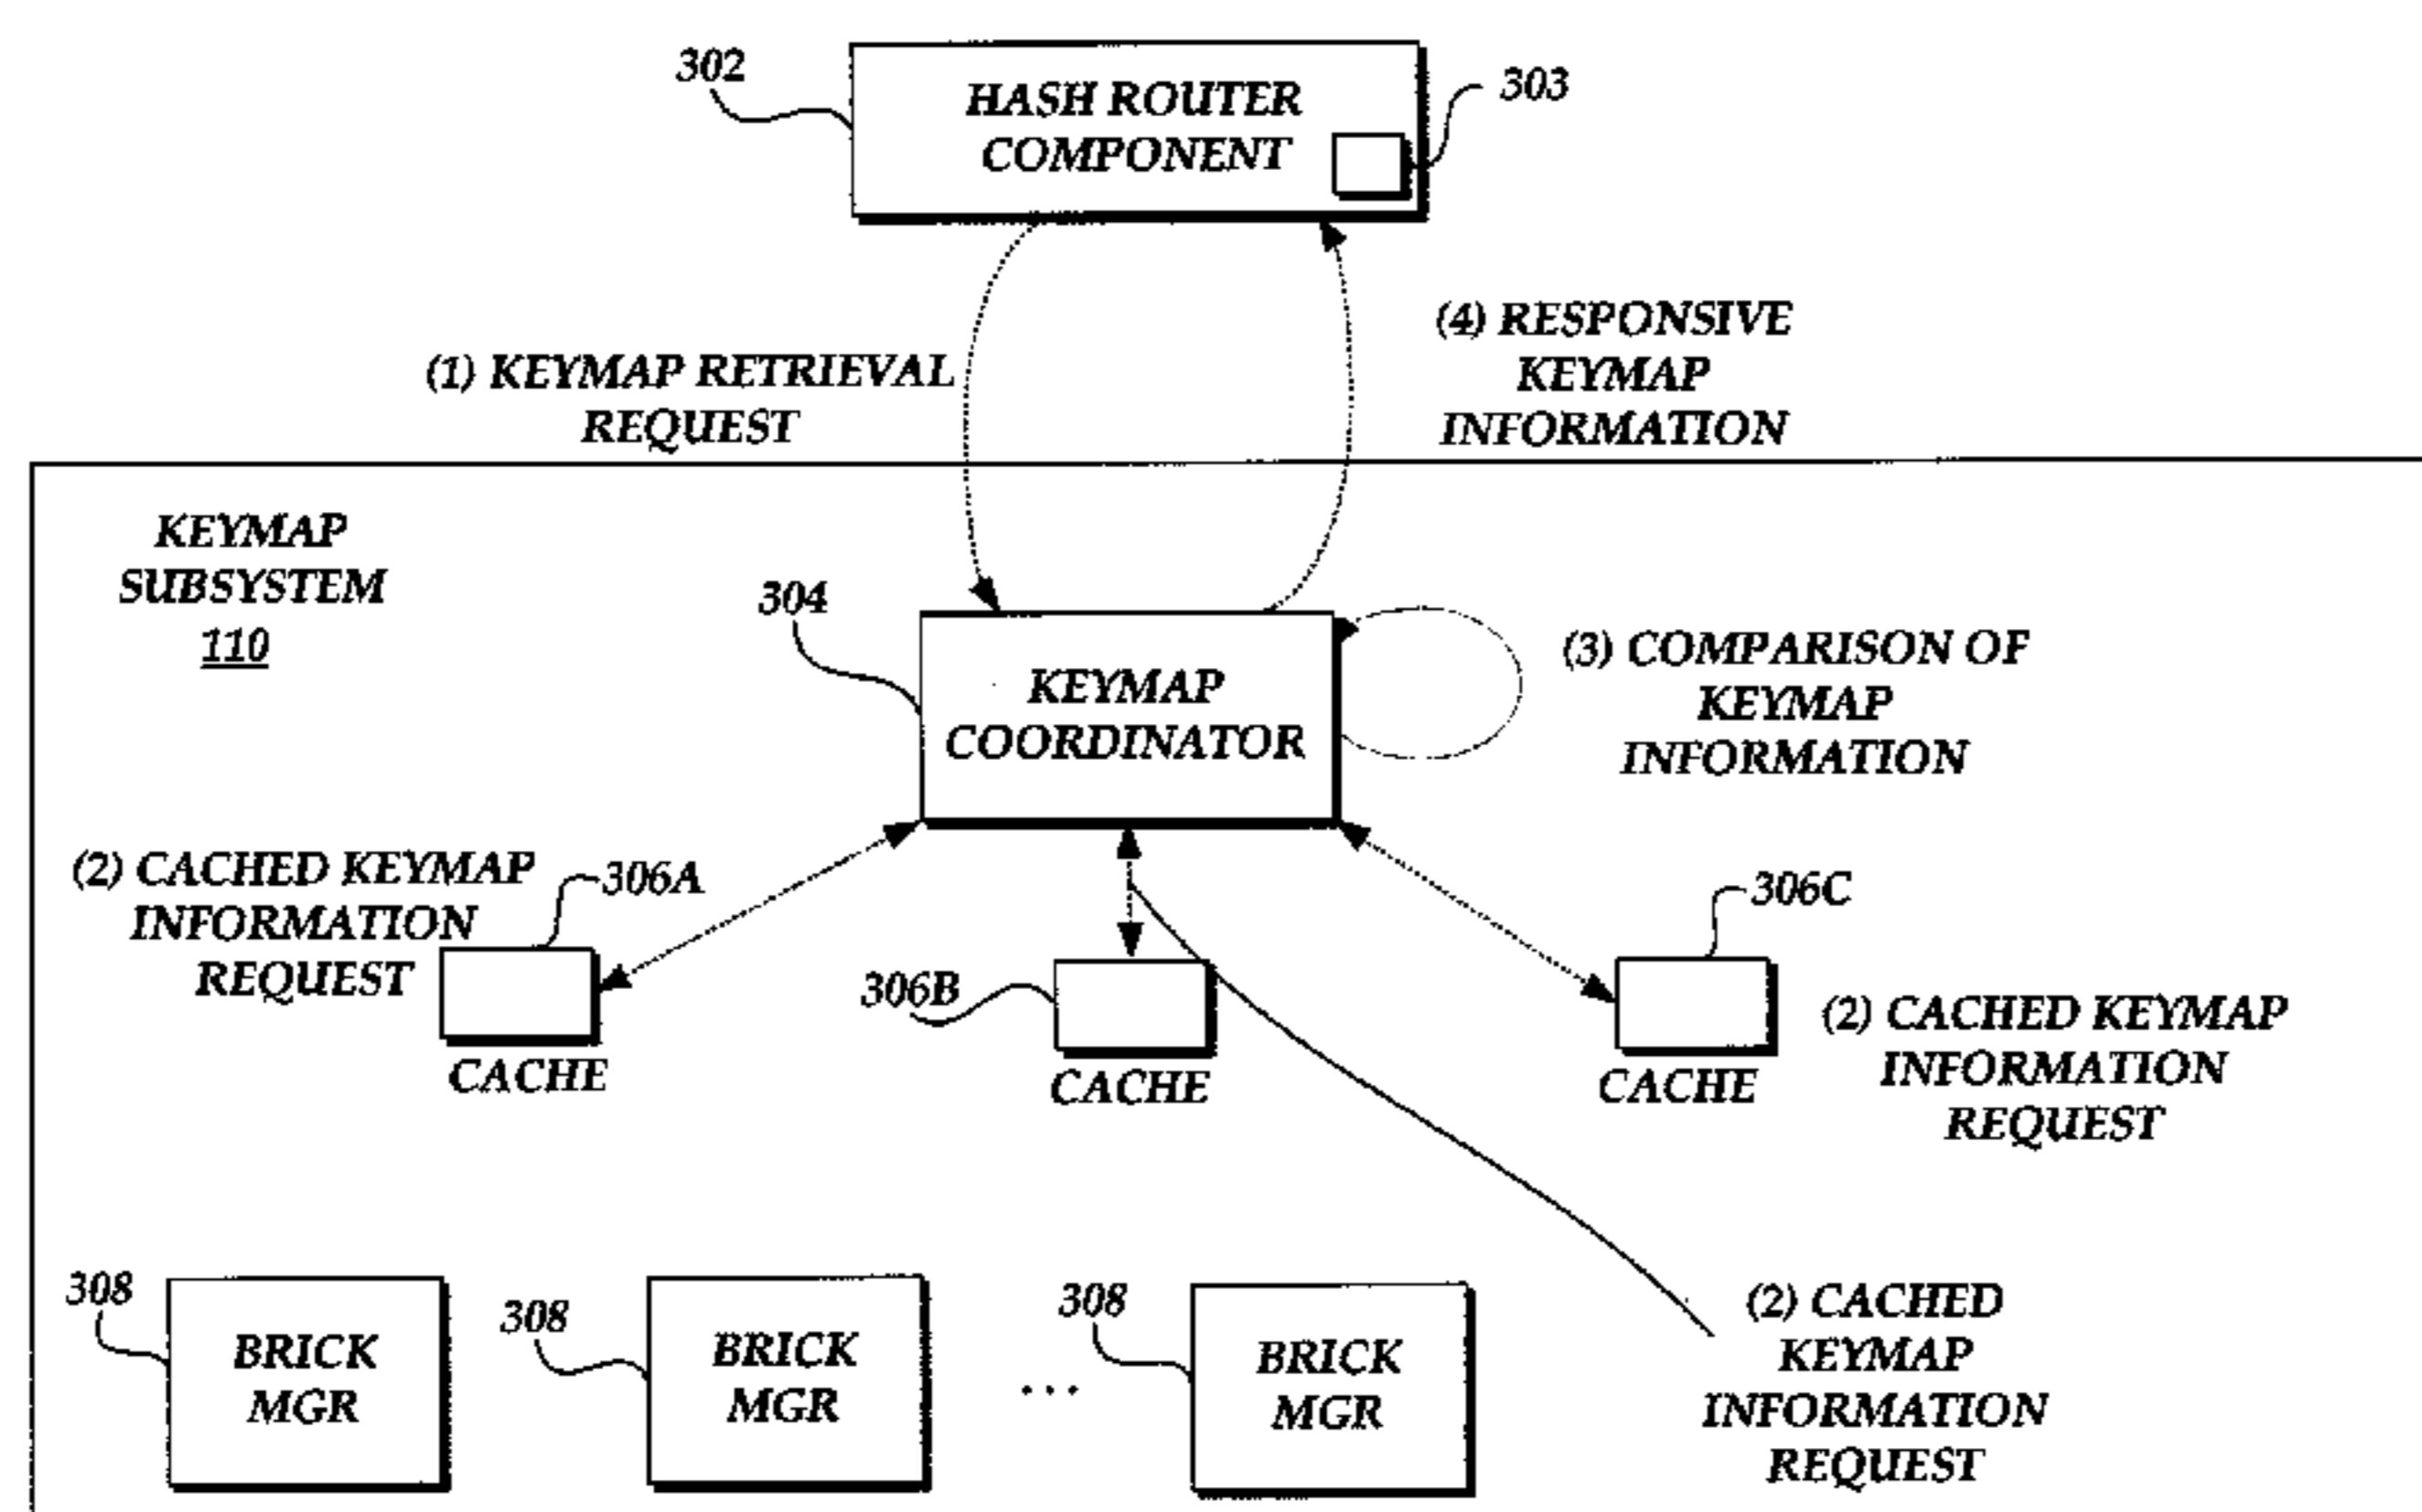 302
HASH ROUTER
COMPONENT
303
(1) KEYMAP RETRIEVAL
REQUEST
(4) RESPONSIVE
KEYMAP
INFORMATION
KEYMAP
SUBSYSTEM
110
304
KEYMAP
COORDINATOR
(3) COMPARISON OF
KEYMAP
INFORMATION
(2) CACHED KEYMAP
INFORMATION
REQUEST
306A
CACHE
306B
CACHE
306C
CACHE
(2) CACHED KEYMAP
INFORMATION
REQUEST
308
BRICK
MGR
308
BRICK
MGR
...
308
BRICK
MGR
(2) CACHED
KEYMAP
INFORMATION
REQUEST